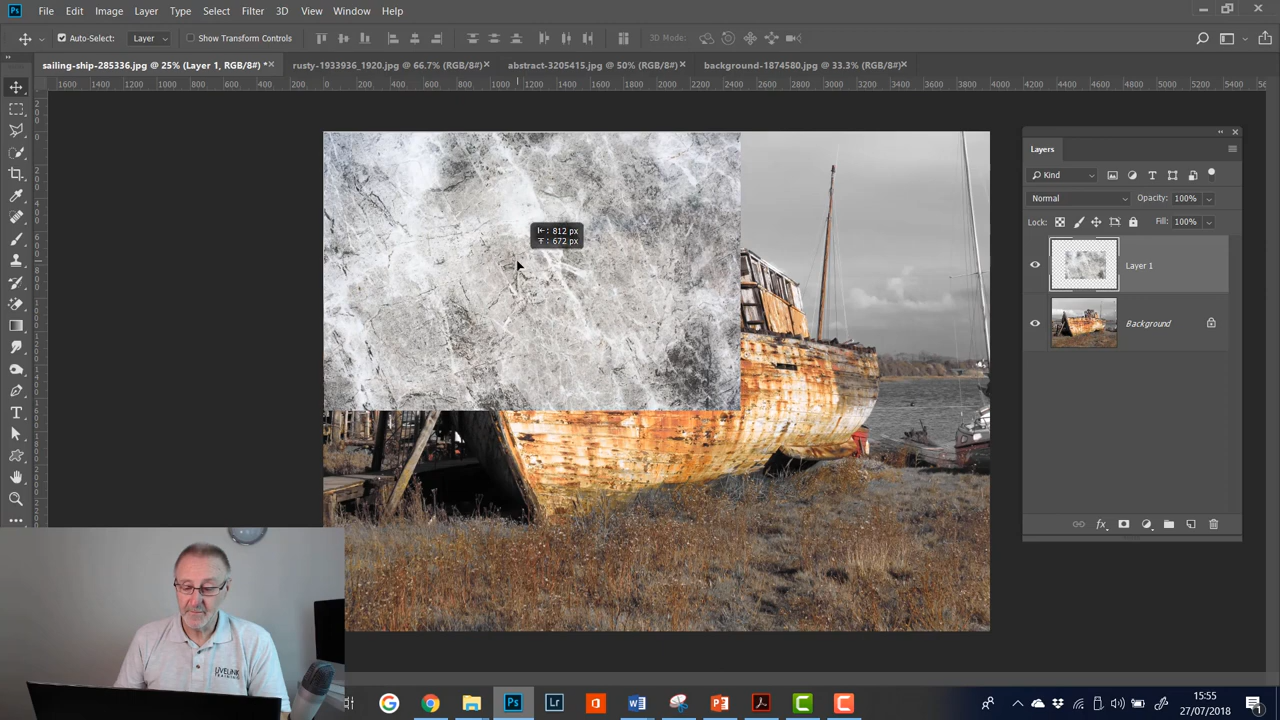 Ps File Edit Image Layer Type Select Filter 3D View Window Help
Auto-Select: Layer Show Transform Controls 3D Mode:
sailing-ship-285336.jpg @ 25% (Layer 1, RGB/8#) * rusty-1933936_1920.jpg @ 66.7% (RGB/8#) abstract-3205415.jpg @ 50% (RGB/8#) background-1874580.jpg @ 33.3% (RGB/8#)
1600 1400 1200 1000 800 600 400 200 0 200 400 600 800 1000 1200 1400 1600 1800 2000 2200 2400 2600 2800 3000 3200 3400 3600 3800 4000 4200 4400 4600 4800 5000 5200 5400
Layers
Kind
Normal Opacity: 100%
Lock: Fill: 100%
812 px
672 px
Layer 1
Background
LIVELINK
Ps Lr
15:55
27/07/2018